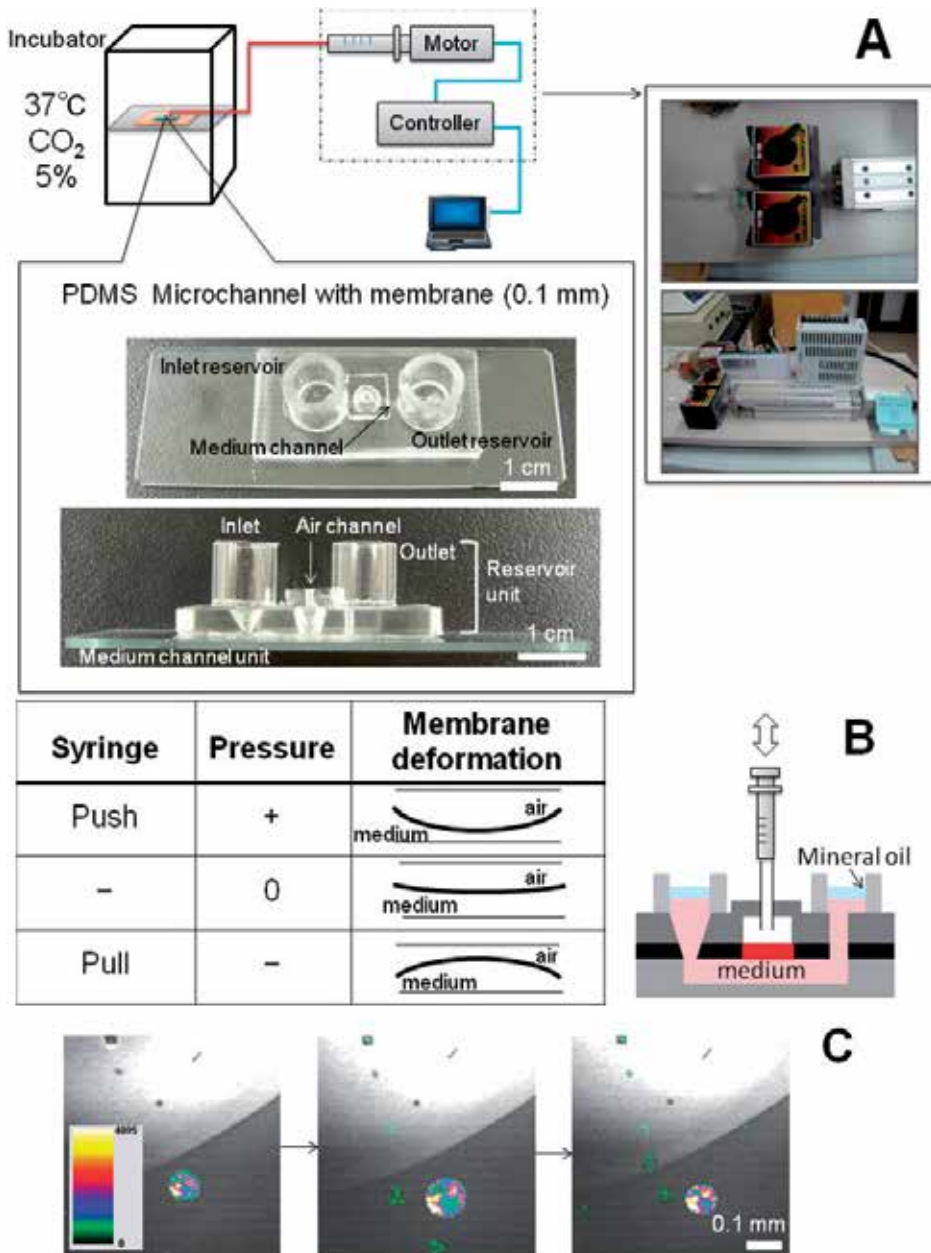 A
Incubator
37°C
CO₂
5%
Motor
Controller
PDMS Microchannel with membrane (0.1 mm)
Inlet reservoir
Medium channel
Outlet reservoir
1 cm
Inlet
Air channel
Outlet
Reservoir
unit
1 cm
Medium channel unit
Syringe
Pressure
Membrane
deformation
Push
+
air
medium
–
0
air
medium
Pull
–
air
medium
B
Mineral oil
medium
C
4095
0
0.1 mm